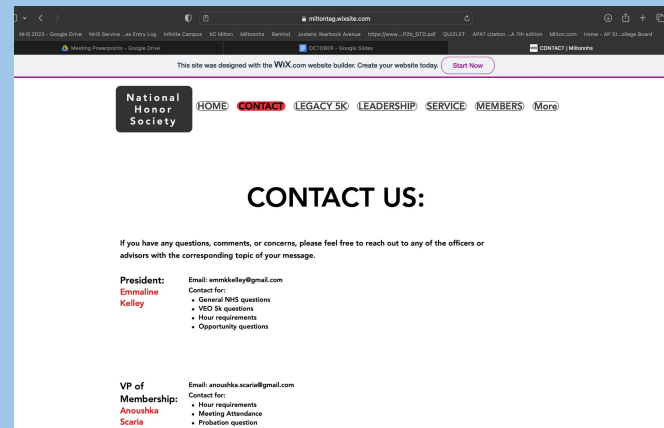 miltontag.wixsite.com
NHS 2023 - Google Drive NHS Service ...es Entry Log Infinite Campus XC Milton Miltonnhs Remind Jostens Yearbook Avenue https://www....P2b_GTD.pdf QUIZLET APA7 citation ...A 7th edition Milton.com Home - AP St...ollege Board
Meeting Powerpoints - Google Drive OCTOBER - Google Slides CONTACT | Miltonnhs
This site was designed with the WiX.com website builder. Create your website today. Start Now
National
Honor
Society
HOME CONTACT LEGACY 5K LEADERSHIP SERVICE MEMBERS More
CONTACT US:
If you have any questions, comments, or concerns, please feel free to reach out to any of the officers or
advisors with the corresponding topic of your message.
President:
Emmaline
Kelley
Email: emmkkelley@gmail.com
Contact for:
• General NHS questions
• VEO 5k questions
• Hour requirements
• Opportunity questions
VP of
Membership:
Anoushka
Scaria
Email: anoushka.scaria@gmail.com
Contact for:
• Hour requirements
• Meeting Attendance
• Probation question